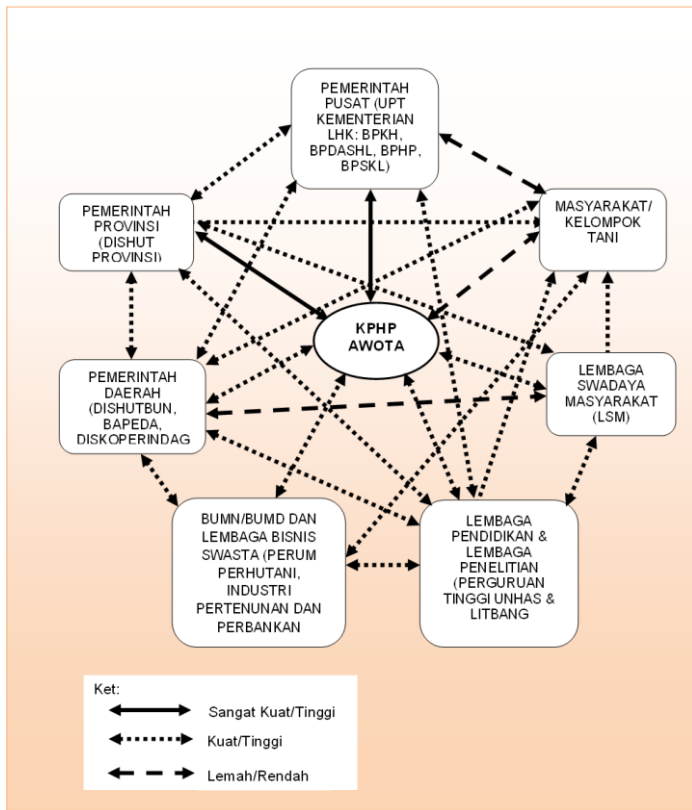 PEMERINTAH
PUSAT (UPT
KEMENTERIAN
LHK: BPKH,
BPDASHL, BPHP,
BPSKL)
PEMERINTAH
PROVINSI
(DISHUT
PROVINSI)
MASYARAKAT/
KELOMPOK
TANI
KPHP
AWOTA
PEMERINTAH
DAERAH
(DISHUTBUN,
BAPEDA,
DISKOPERINDAG
LEMBAGA
SWADAYA
MASYARAKAT
(LSM)
BUMN/BUMD DAN
LEMBAGA BISNIS
SWASTA (PERUM
PERHUTANI,
INDUSTRI
PERTENUNAN DAN
PERBANKAN
LEMBAGA
PENDIDIKAN &
LEMBAGA
PENELITIAN
(PERGURUAN
TINGGI UNHAS &
LITBANG
Ket:
Sangat Kuat/Tinggi
Kuat/Tinggi
Lemah/Rendah